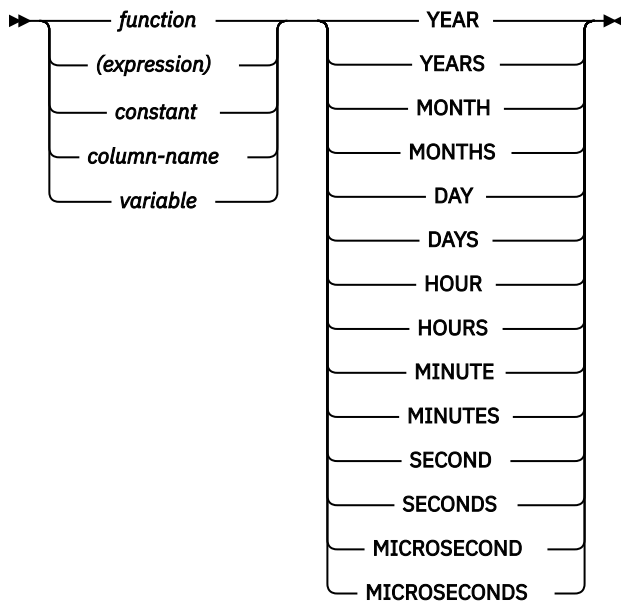 function
(expression)
constant
column-name
variable
YEAR
YEARS
MONTH
MONTHS
DAY
DAYS
HOUR
HOURS
MINUTE
MINUTES
SECOND
SECONDS
MICROSECOND
MICROSECONDS